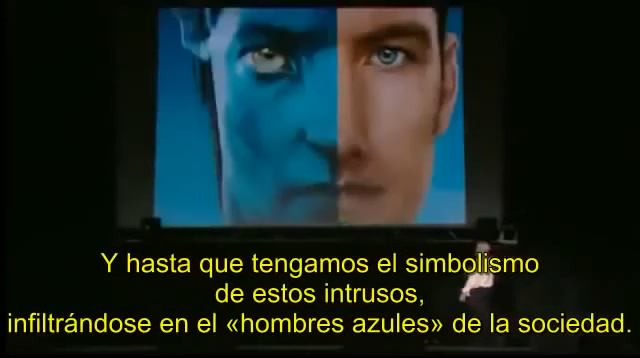 Y hasta que tengamos el simbolismo
de estos intrusos,
infiltrándose en el «hombres azules» de la sociedad.